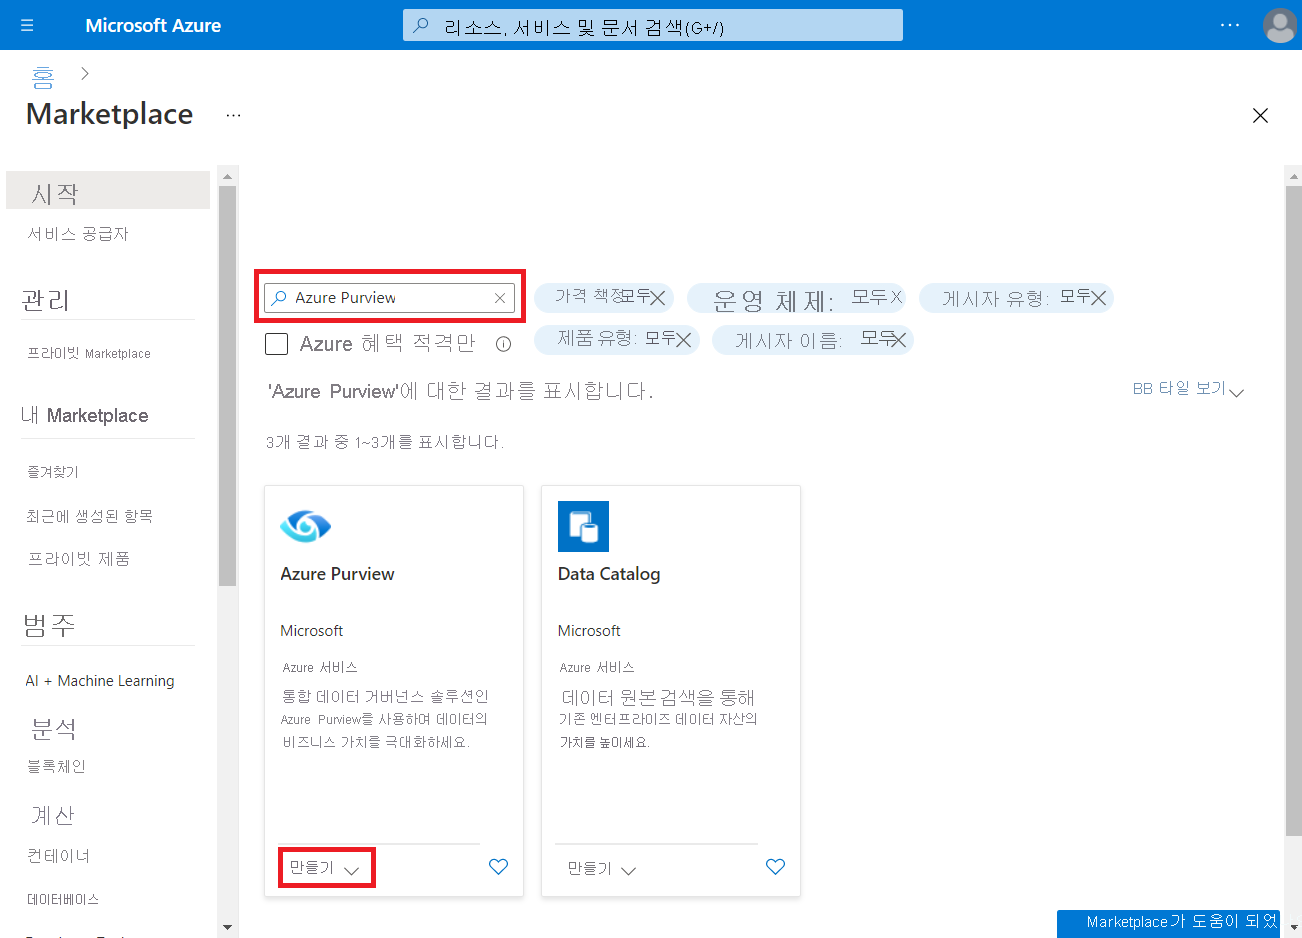 Microsoft Azure
리소스, 서비스 및 문서 검색(G+/)
홈
Marketplace
시작
서비스 공급자
관리
프라이빗 Marketplace
내 Marketplace
즐겨찾기
최근에 생성된 항목
프라이빗 제품
범주
AI + Machine Learning
분석
블록체인
계산
컨테이너
데이터베이스
Azure Purview
가격 책정 모두 X
운영 체제: 모두 X
게시자 유형: 모두 X
Azure 혜택 적격만
제품 유형: 모두 X
게시자 이름: 모두 X
'Azure Purview'에 대한 결과를 표시합니다.
BB 타일 보기
3개 결과 중 1~3개를 표시합니다.
Azure Purview
Microsoft
Azure 서비스
통합 데이터 거버넌스 솔루션인
Azure Purview를 사용하여 데이터의
비즈니스 가치를 극대화하세요.
만들기
Data Catalog
Microsoft
Azure 서비스
데이터 원본 검색을 통해
기존 엔터프라이즈 데이터 자산의
가치를 높이세요.
만들기
Marketplace가 도움이 되었